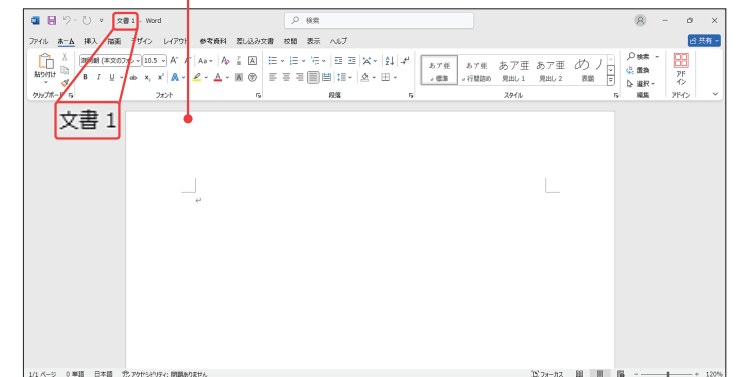 文書 1 - Word
検索
共有
ファイル ホーム 挿入 描画 デザイン レイアウト 参考資料 差し込み文書 校閲 表示 ヘルプ
貼り付け
10.5
B I U
標準
行間詰め
見出し 1
見出し 2
表題
検索
置換
選択
アドイン
クリップボード フォント 段落 スタイル 編集 アドイン
文書 1
1/1 ページ 0 単語 日本語 アクセシビリティ: 問題ありません フォーカス 120%